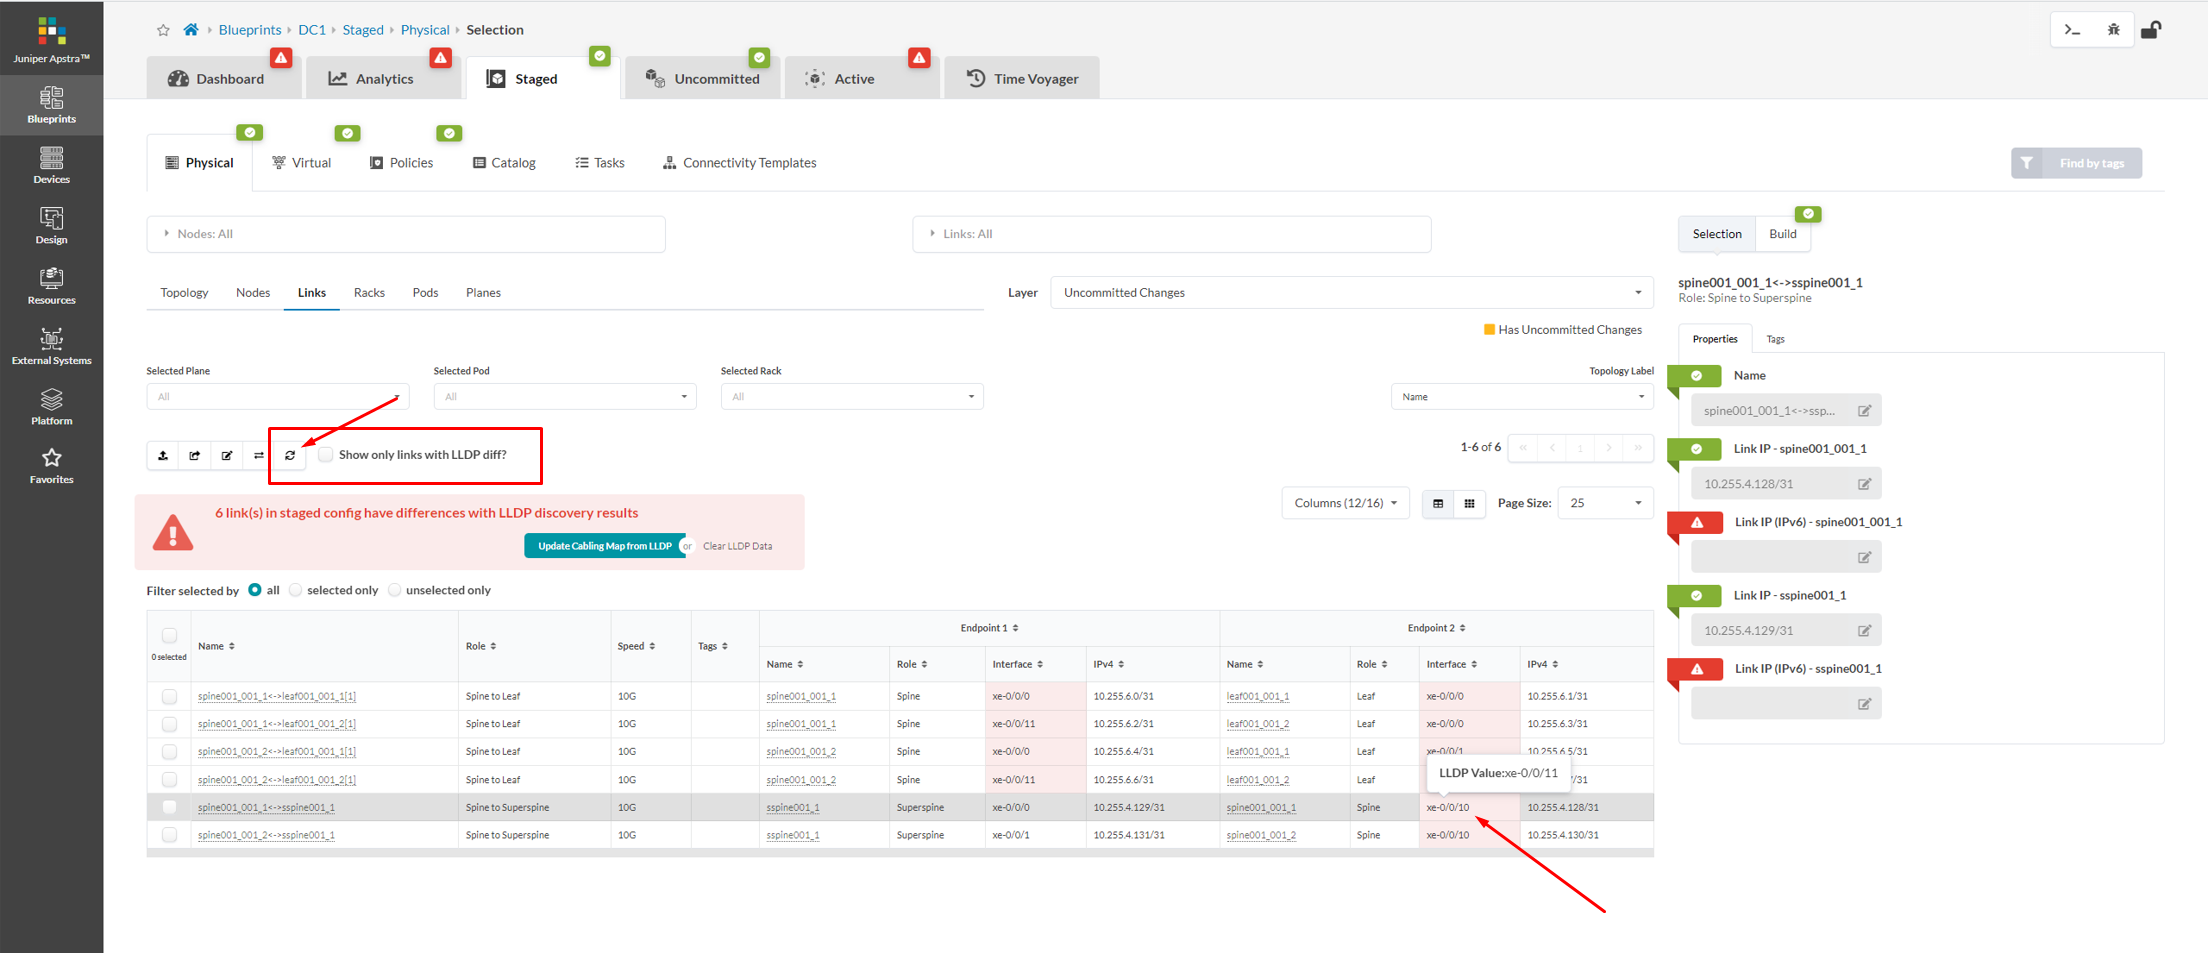 Juniper Apstra™
Blueprints
Devices
Design
Resources
External Systems
Platform
Favorites
Blueprints › DC1 › Staged › Physical › Selection
Dashboard
Analytics
Staged
Uncommitted
Active
Time Voyager
Physical
Virtual
Policies
Catalog
Tasks
Connectivity Templates
Find by tags
Nodes: All
Links: All
Topology
Nodes
Links
Racks
Pods
Planes
Layer
Uncommitted Changes
Has Uncommitted Changes
Selected Plane
Selected Pod
Selected Rack
Topology Label
All
All
All
Name
Show only links with LLDP diff?
1-6 of 6
« ‹ 1 › »
6 link(s) in staged config have differences with LLDP discovery results
Update Cabling Map from LLDP or Clear LLDP Data
Columns (12/16)
Page Size: 25
Filter selected by all selected only unselected only
0 selected
Name Role Speed Tags Endpoint 1 Endpoint 2
Name Role Interface IPv4 Name Role Interface IPv4
spine001_001_1<->leaf001_001_1[1] Spine to Leaf 10G spine001_001_1 Spine xe-0/0/0 10.255.6.0/31 leaf001_001_1 Leaf xe-0/0/0 10.255.6.1/31
spine001_001_1<->leaf001_001_2[1] Spine to Leaf 10G spine001_001_1 Spine xe-0/0/11 10.255.6.2/31 leaf001_001_2 Leaf xe-0/0/0 10.255.6.3/31
spine001_001_2<->leaf001_001_1[1] Spine to Leaf 10G spine001_001_2 Spine xe-0/0/0 10.255.6.4/31 leaf001_001_1 Leaf xe-0/0/1 10.255.6.5/31
spine001_001_2<->leaf001_001_2[1] Spine to Leaf 10G spine001_001_2 Spine xe-0/0/11 10.255.6.6/31 leaf001_001_2 Leaf /31
LLDP Value:xe-0/0/11
spine001_001_1<->sspine001_1 Spine to Superspine 10G sspine001_1 Superspine xe-0/0/0 10.255.4.129/31 spine001_001_1 Spine xe-0/0/10 10.255.4.128/31
spine001_001_2<->sspine001_1 Spine to Superspine 10G sspine001_1 Superspine xe-0/0/1 10.255.4.131/31 spine001_001_2 Spine xe-0/0/10 10.255.4.130/31
Selection
Build
spine001_001_1<->sspine001_1
Role: Spine to Superspine
Properties
Tags
Name
spine001_001_1<->ssp...
Link IP - spine001_001_1
10.255.4.128/31
Link IP (IPv6) - spine001_001_1
Link IP - sspine001_1
10.255.4.129/31
Link IP (IPv6) - sspine001_1